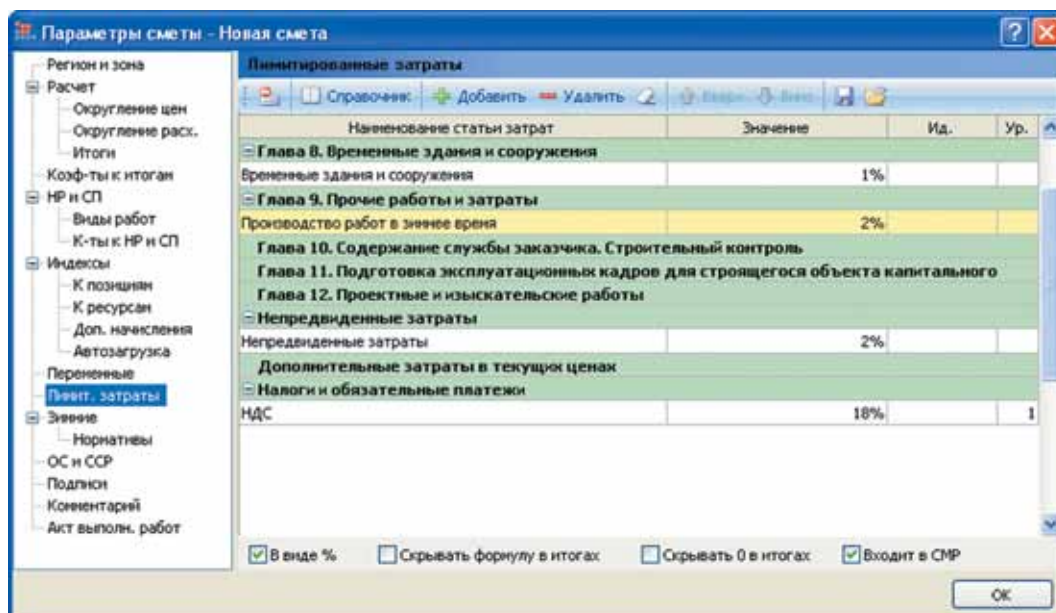 Параметры сметы - Новая смета
Регион и зона
Расчет
Округление цен
Округление расх.
Итоги
Коэф-ты к итогам
НР и СП
Виды работ
К-ты к НР и СП
Индексы
К позициям
К ресурсам
Доп. начисления
Автозагрузка
Переменные
Лимит. затраты
Зимние
Нормативы
ОС и ССР
Подписи
Комментарий
Акт выполн. работ
Лимитированные затраты
Справочник Добавить Удалить Вверх Вниз
Наименование статьи затрат Значение Ид. Ур.
Глава 8. Временные здания и сооружения
Временные здания и сооружения 1%
Глава 9. Прочие работы и затраты
Производство работ в зимнее время 2%
Глава 10. Содержание службы заказчика. Строительный контроль
Глава 11. Подготовка эксплуатационных кадров для строящегося объекта капитального
Глава 12. Проектные и изыскательские работы
Непредвиденные затраты
Непредвиденные затраты 2%
Дополнительные затраты в текущих ценах
Налоги и обязательные платежи
НДС 18% 1
В виде % Скрывать формулу в итогах Скрывать 0 в итогах Входит в СМР
ОК